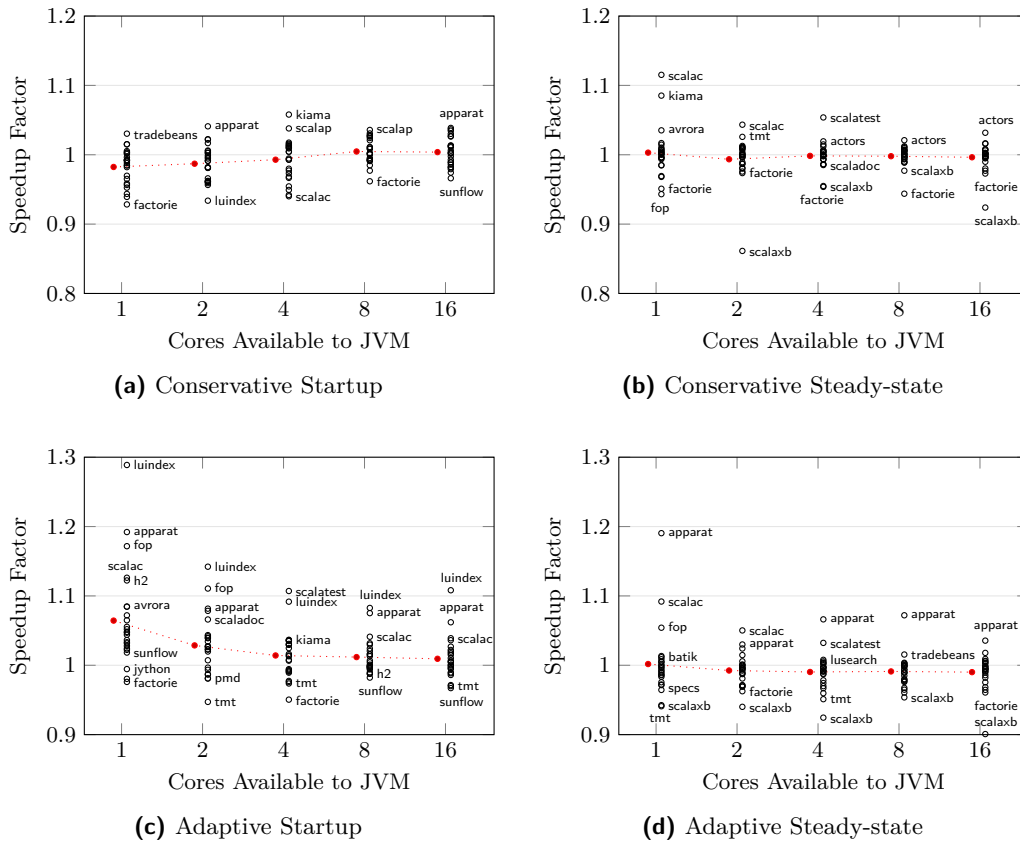 1.2
1.1
1
0.9
0.8
Speedup Factor
tradebeans
factorie
apparat
luindex
kiama
scalap
scalac
scalap
factorie
apparat
sunflow
1 2 4 8 16
Cores Available to JVM
(a) Conservative Startup
1.2
1.1
1
0.9
0.8
Speedup Factor
scalac
kiama
avrora
factorie
fop
scalac
tmt
factorie
scalaxb
scalatest
actors
scaladoc
scalaxb
factorie
actors
scalaxb
factorie
actors
factorie
scalaxb
1 2 4 8 16
Cores Available to JVM
(b) Conservative Steady-state
1.3
1.2
1.1
1
0.9
Speedup Factor
luindex
apparat
fop
scalac
h2
avrora
sunflow
jython
factorie
luindex
fop
apparat
scaladoc
pmd
tmt
scalatest
luindex
kiama
tmt
factorie
luindex
apparat
scalac
h2
sunflow
luindex
apparat
scalac
tmt
sunflow
1 2 4 8 16
Cores Available to JVM
(c) Adaptive Startup
1.3
1.2
1.1
1
0.9
Speedup Factor
apparat
scalac
fop
batik
specs
scalaxb
tmt
scalac
apparat
factorie
scalaxb
apparat
scalatest
lusearch
tmt
scalaxb
apparat
tradebeans
scalaxb
apparat
factorie
scalaxb
1 2 4 8 16
Cores Available to JVM
(d) Adaptive Steady-state